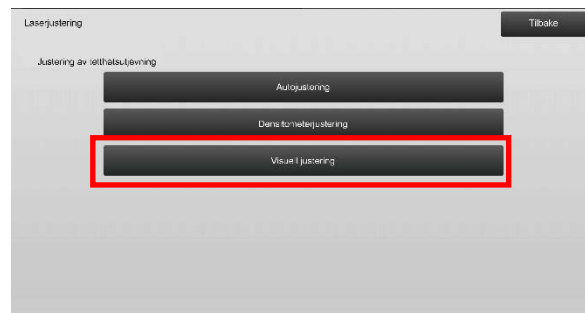 Laserjustering
Tilbake
Justering av tetthetsutjevning
Autojustering
Densitometerjustering
Visuell justering